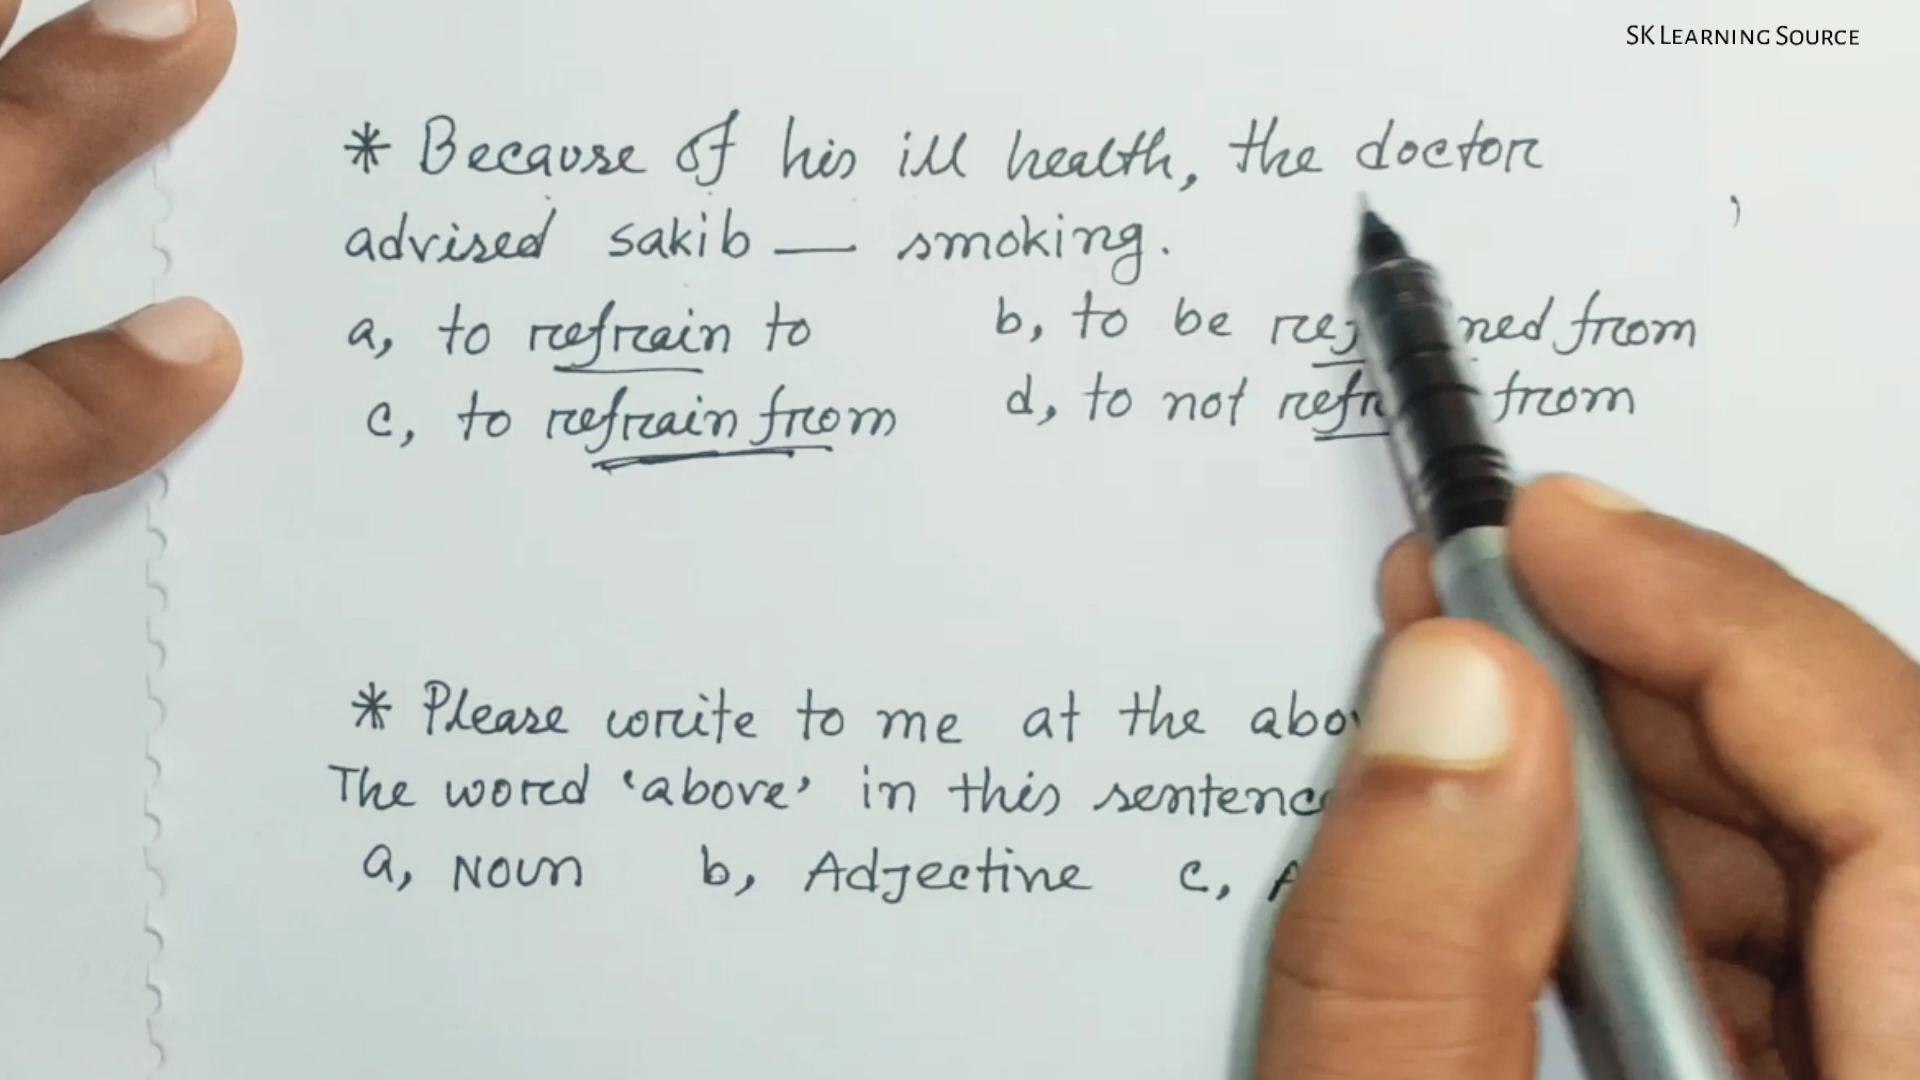 SK LEARNING SOURCE
* Because of his ill health, the doctor
advised sakib — smoking.
a, to refrain to b, to be from
c, to refrain from d, to not from
* Please write to me at the
The word 'above' in this
a, Noun b, Adjective c,